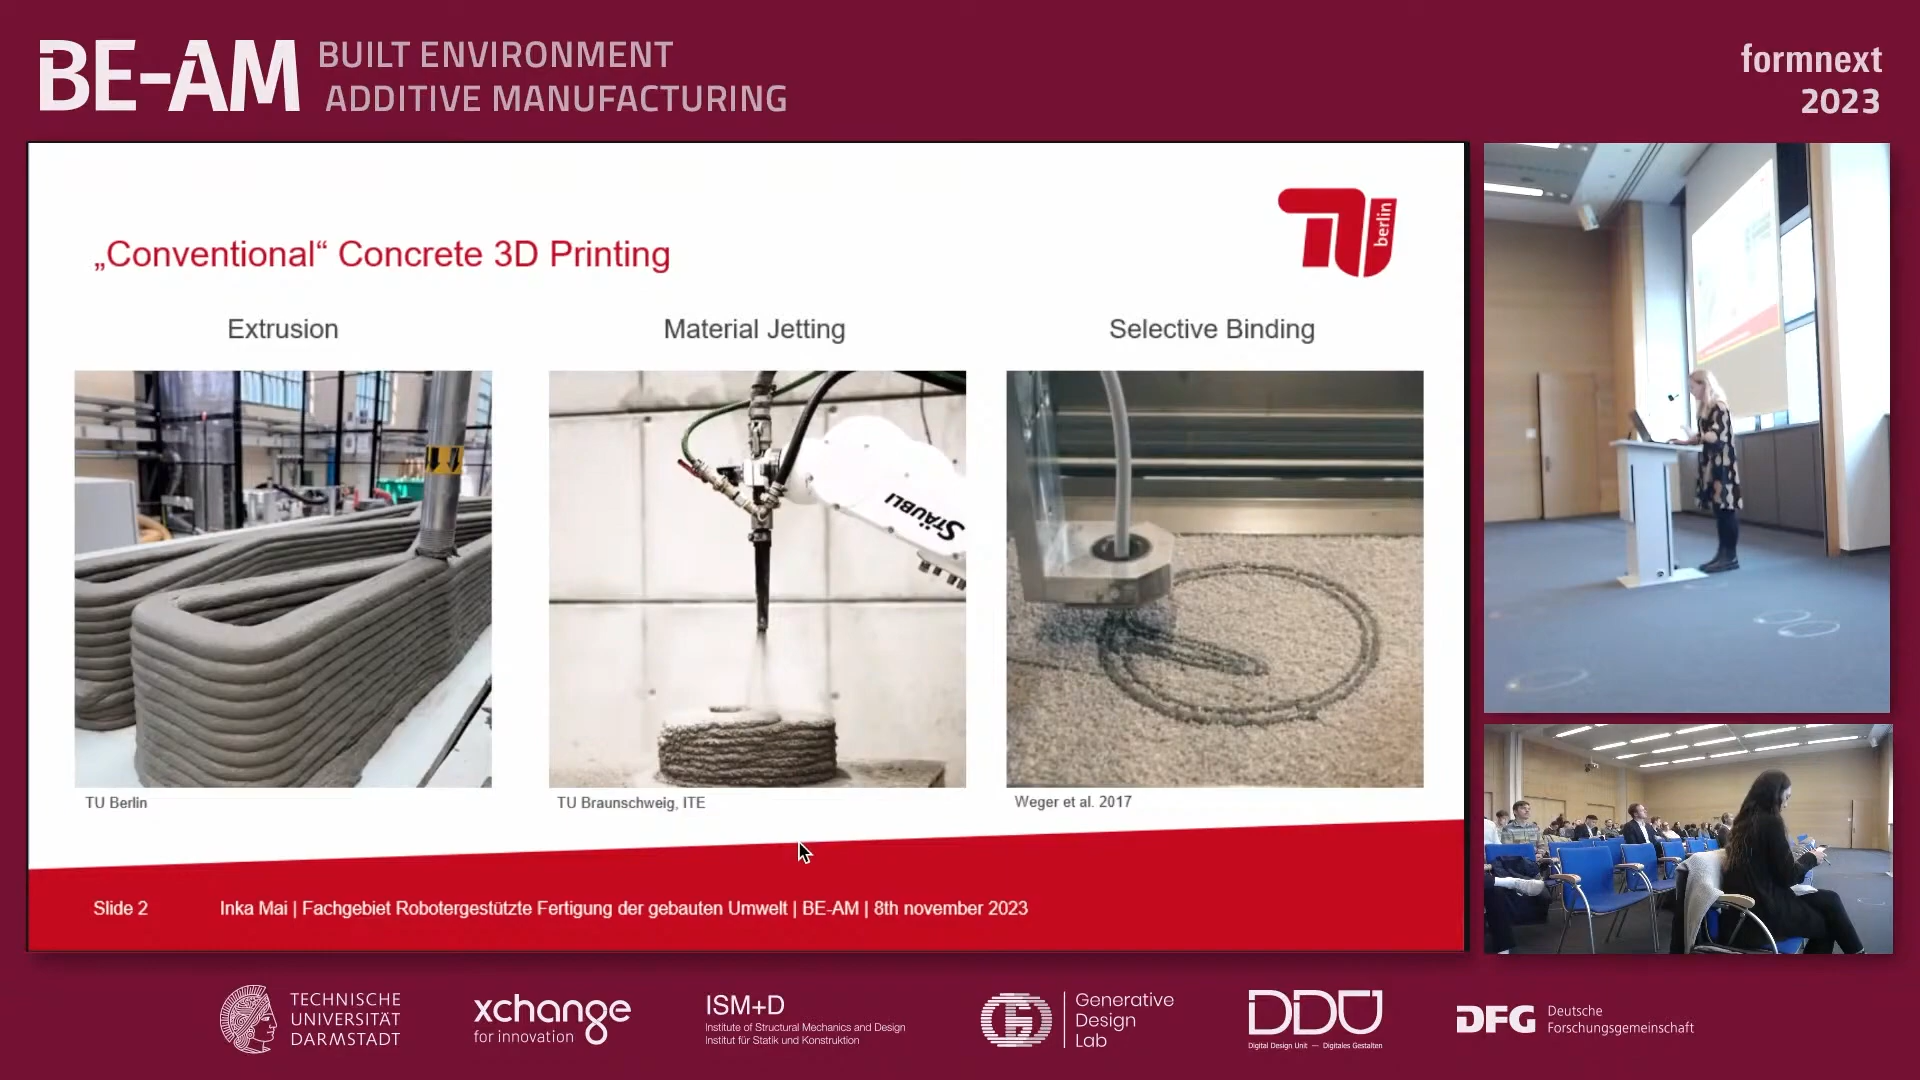 BE-AM
BUILT ENVIRONMENT
ADDITIVE MANUFACTURING
formnext
2023
„Conventional“ Concrete 3D Printing
TU berlin
Extrusion
Material Jetting
Selective Binding
STÄUBLI
TU Berlin
TU Braunschweig, ITE
Weger et al. 2017
Slide 2
Inka Mai | Fachgebiet Robotergestützte Fertigung der gebauten Umwelt | BE-AM | 8th november 2023
TECHNISCHE
UNIVERSITÄT
DARMSTADT
xchange
for innovation
ISM+D
Institute of Structural Mechanics and Design
Institut für Statik und Konstruktion
Generative
Design
Lab
DDU
Digital Design Unit — Digitales Gestalten
DFG
Deutsche
Forschungsgemeinschaft